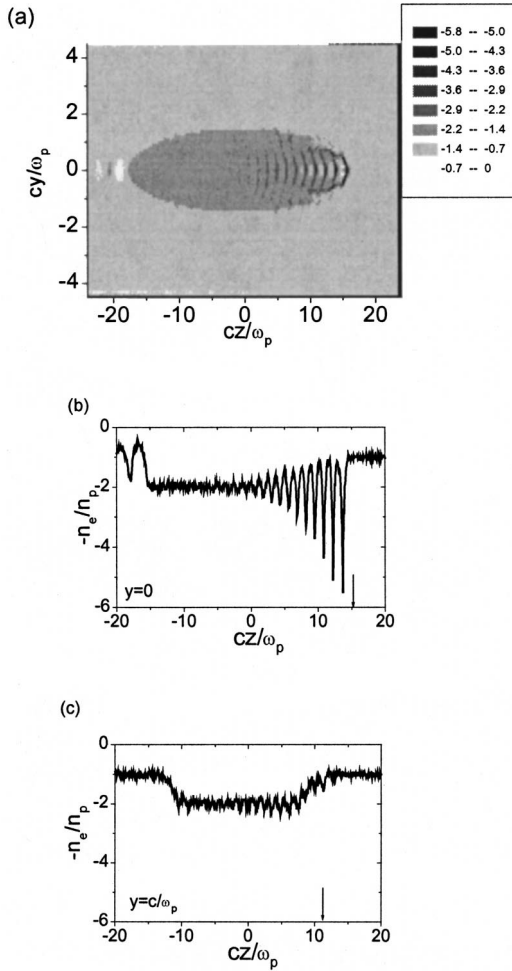 (a)
-5.8 -- -5.0
-5.0 -- -4.3
-4.3 -- -3.6
-3.6 -- -2.9
-2.9 -- -2.2
-2.2 -- -1.4
-1.4 -- -0.7
-0.7 -- 0
4
2
0
-2
-4
cy/ωp
-20 -10 0 10 20
cz/ωp
(b)
0
-2
-4
-6
-ne/np
y=0
-20 -10 0 10 20
cz/ωp
(c)
0
-2
-4
-6
-ne/np
y=c/ωp
-20 -10 0 10 20
cz/ωp